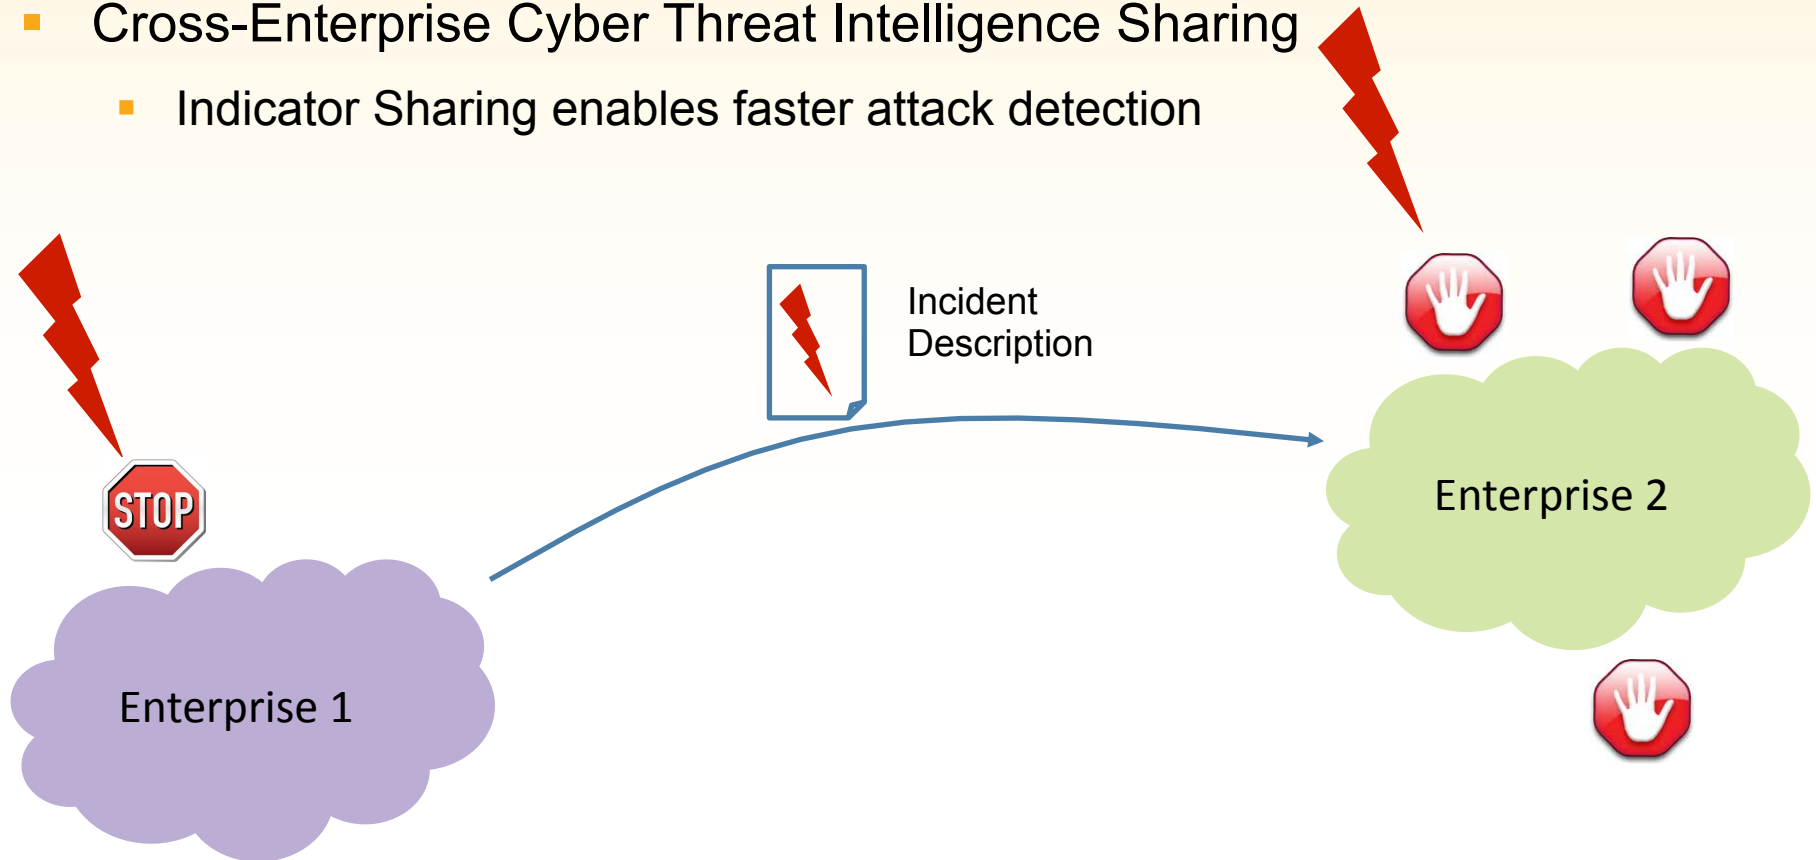 Cross-Enterprise Cyber Threat Intelligence Sharing
Indicator Sharing enables faster attack detection
Incident
Description
STOP
Enterprise 2
Enterprise 1